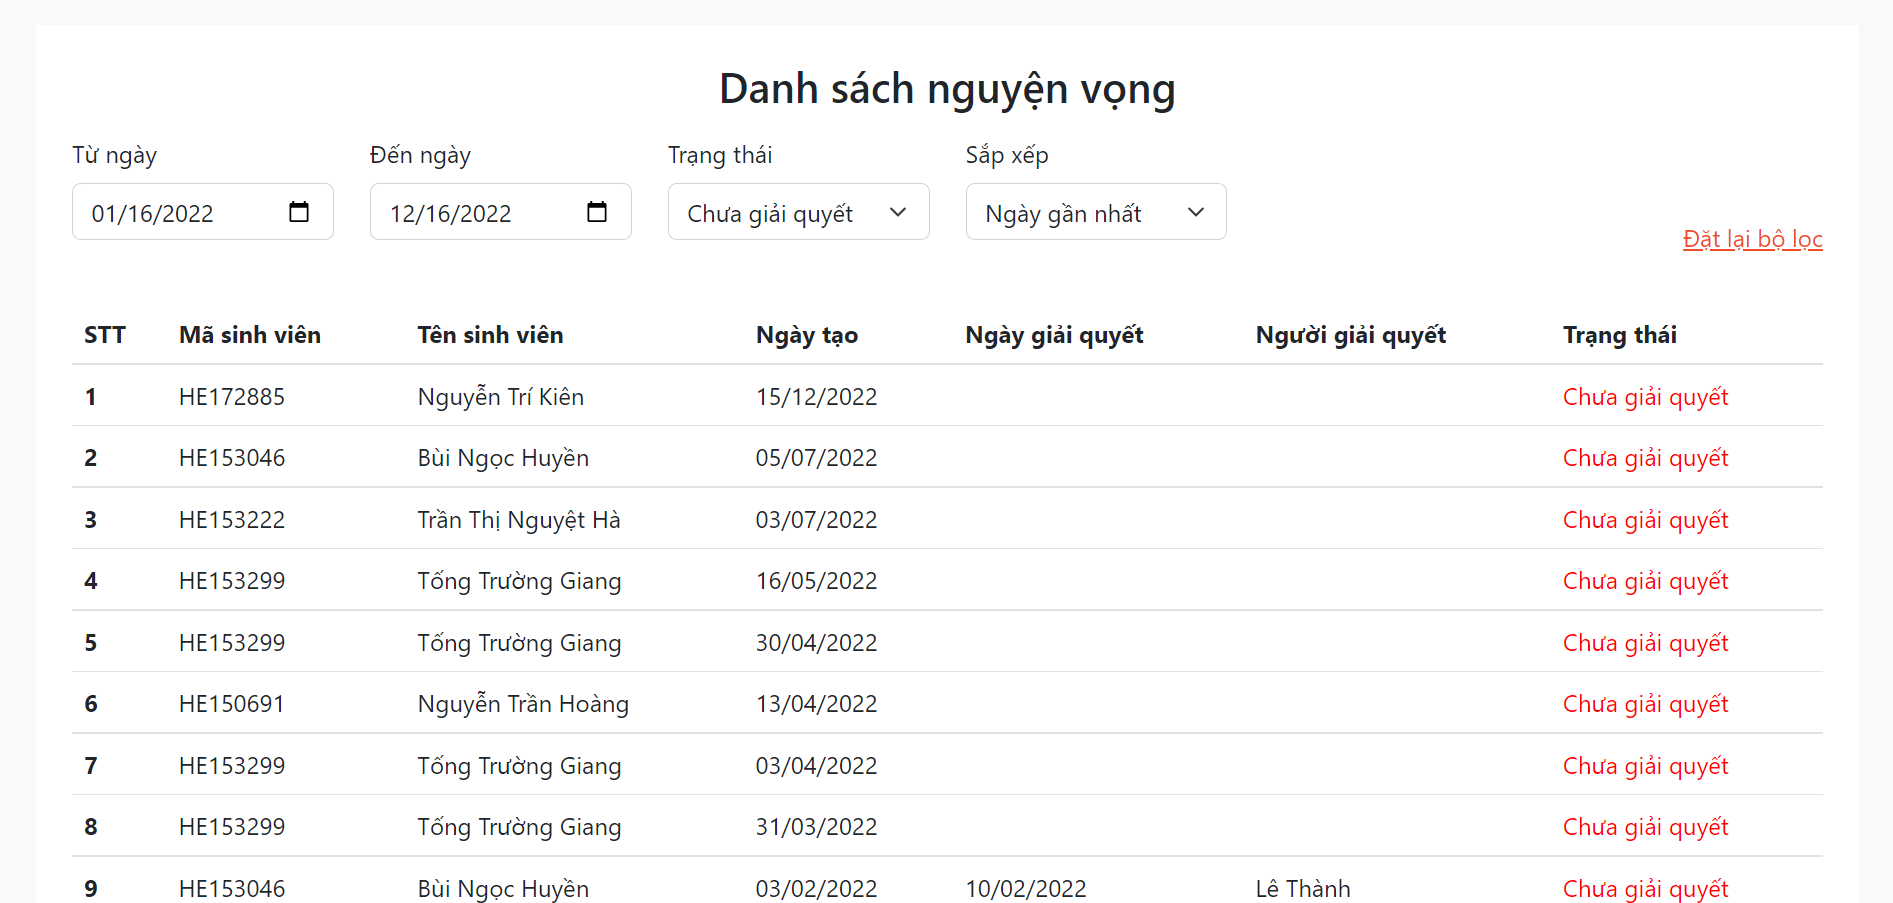 Danh sách nguyện vọng
Từ ngày Đến ngày Trạng thái Sắp xếp
01/16/2022 12/16/2022 Chưa giải quyết Ngày gần nhất
Đặt lại bộ lọc
STT Mã sinh viên Tên sinh viên Ngày tạo Ngày giải quyết Người giải quyết Trạng thái
1 HE172885 Nguyễn Trí Kiên 15/12/2022 Chưa giải quyết
2 HE153046 Bùi Ngọc Huyền 05/07/2022 Chưa giải quyết
3 HE153222 Trần Thị Nguyệt Hà 03/07/2022 Chưa giải quyết
4 HE153299 Tống Trường Giang 16/05/2022 Chưa giải quyết
5 HE153299 Tống Trường Giang 30/04/2022 Chưa giải quyết
6 HE150691 Nguyễn Trần Hoàng 13/04/2022 Chưa giải quyết
7 HE153299 Tống Trường Giang 03/04/2022 Chưa giải quyết
8 HE153299 Tống Trường Giang 31/03/2022 Chưa giải quyết
9 HE153046 Bùi Ngọc Huyền 03/02/2022 10/02/2022 Lê Thành Chưa giải quyết